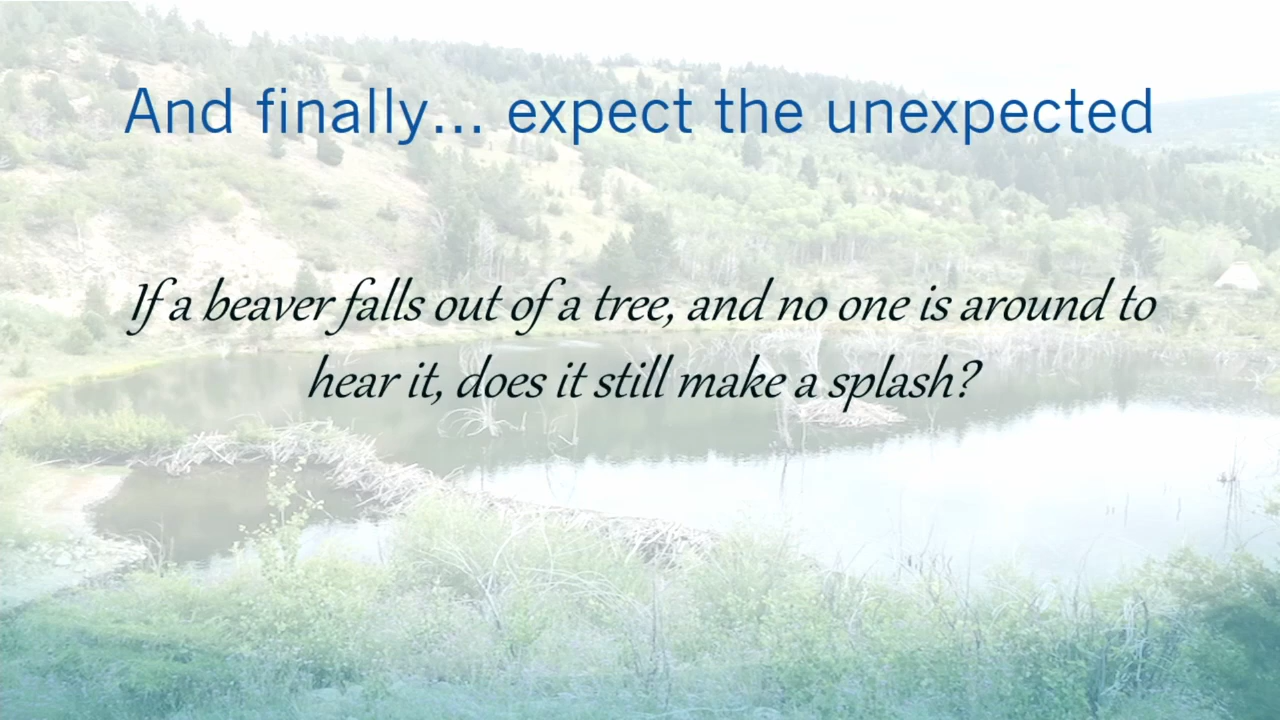 And finally... expect the unexpected
If a beaver falls out of a tree, and no one is around to
hear it, does it still make a splash?